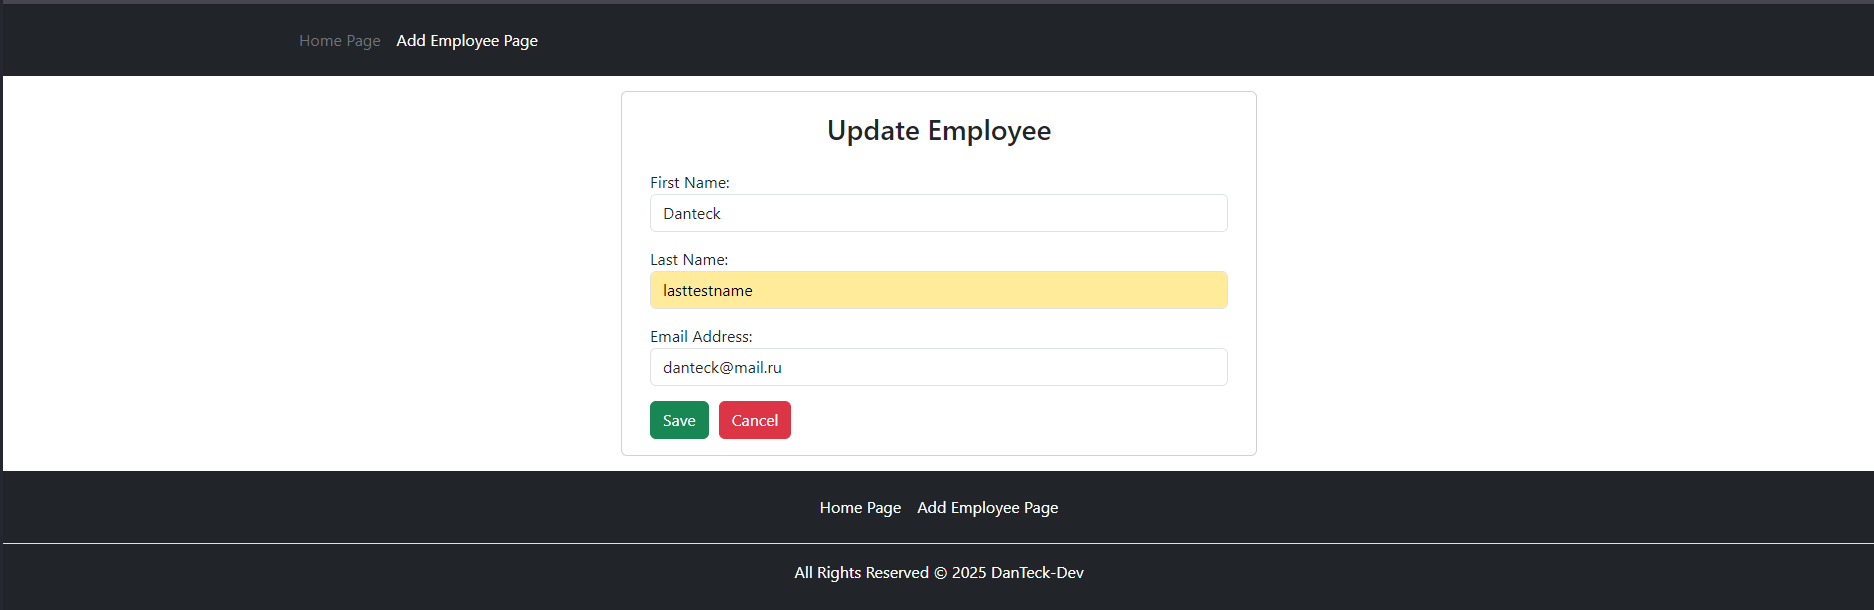 Home Page Add Employee Page
Update Employee
First Name:
Danteck
Last Name:
lasttestname
Email Address:
danteck@mail.ru
Save Cancel
Home Page Add Employee Page
All Rights Reserved © 2025 DanTeck-Dev